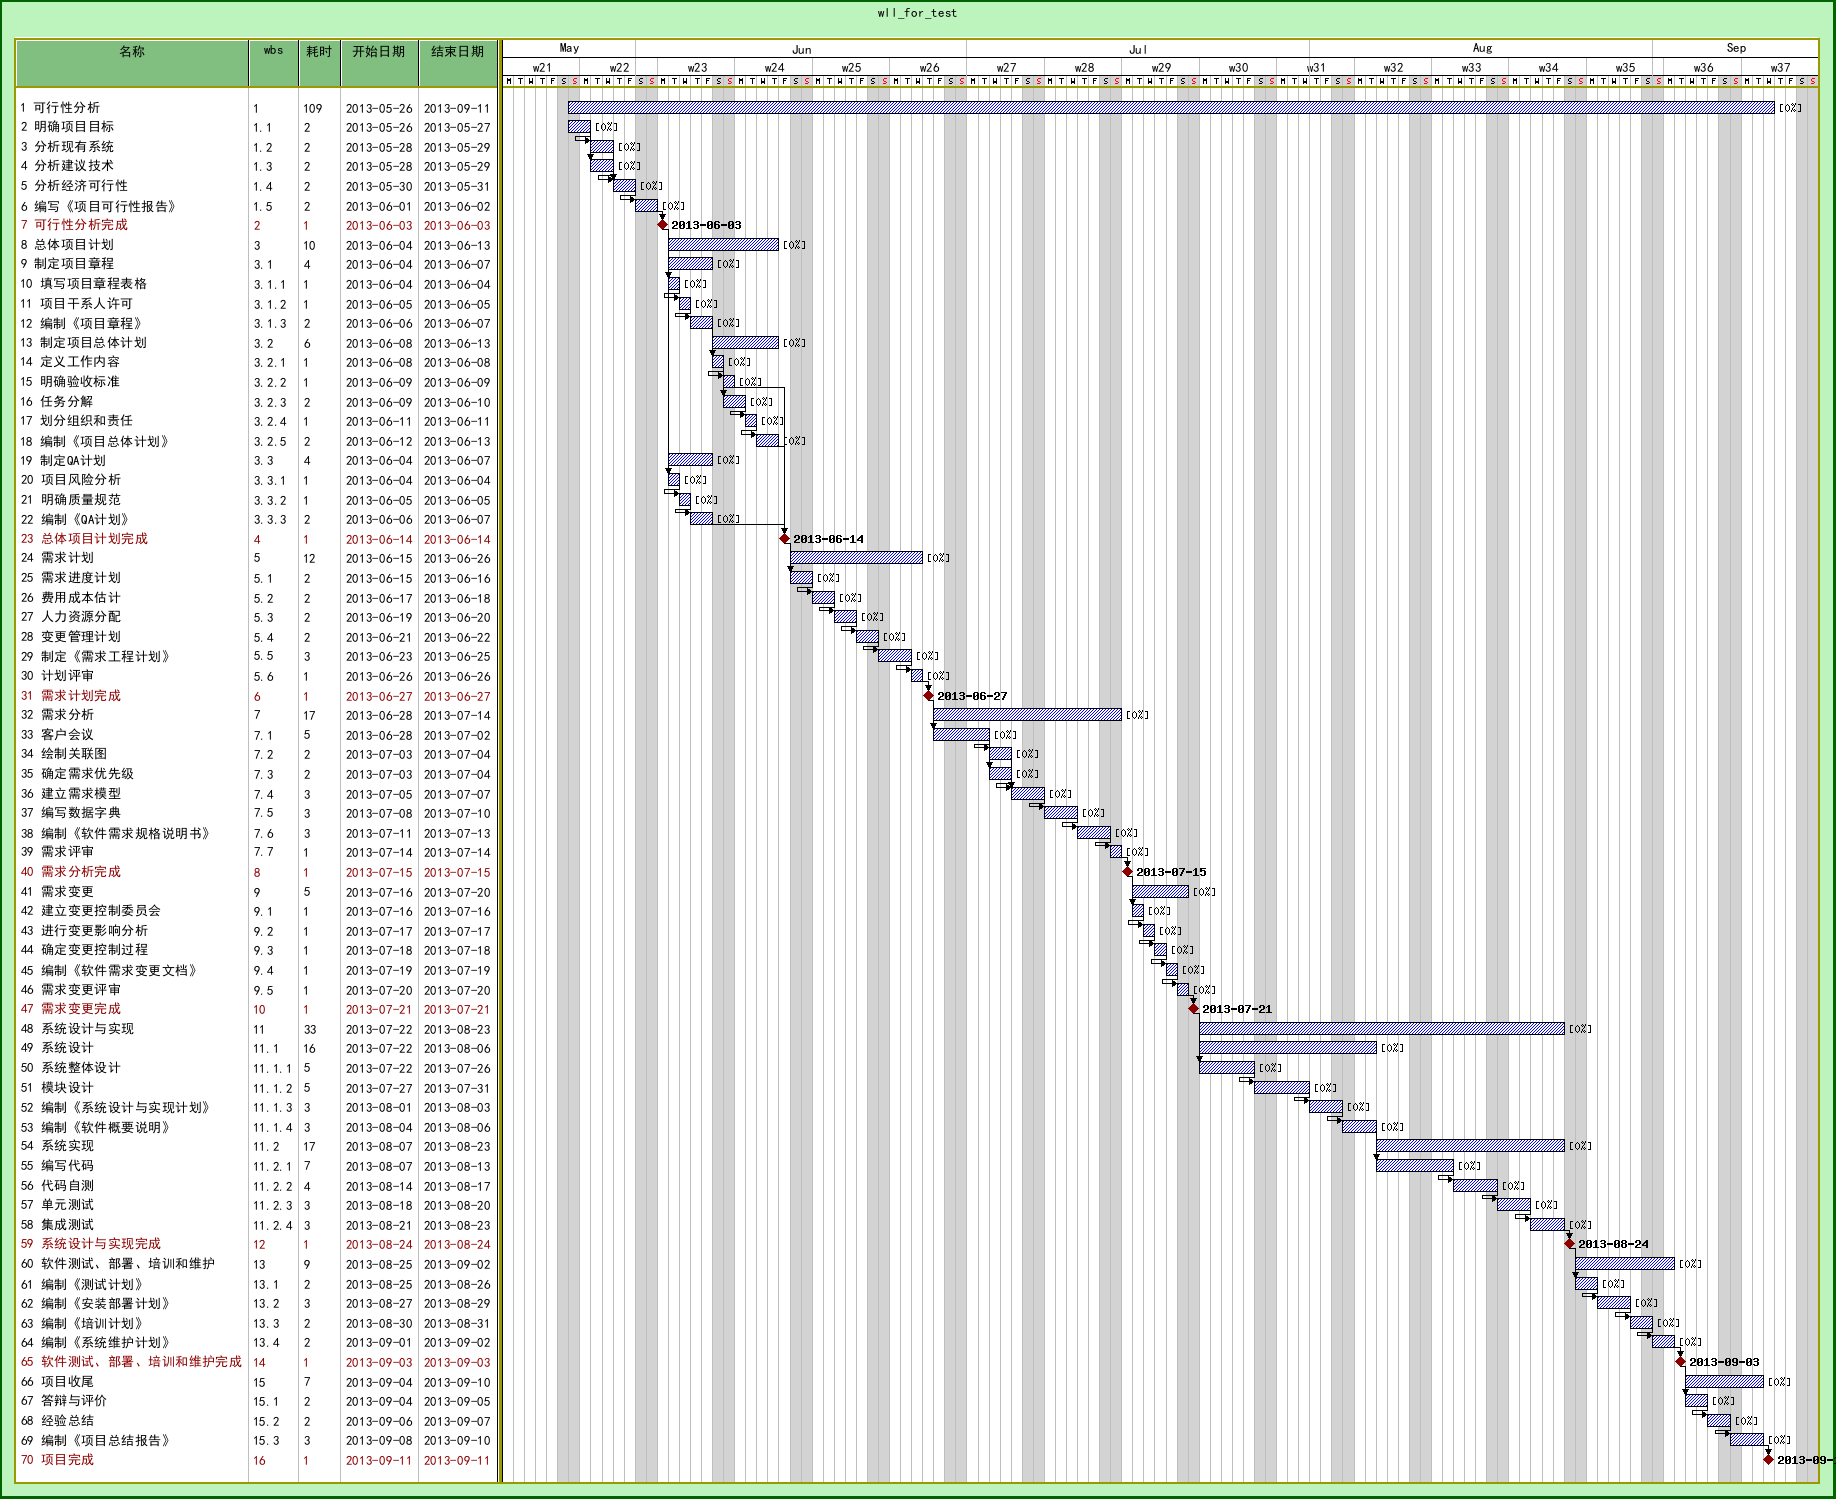 wll_for_test
名称 wbs 耗时 开始日期 结束日期 May Jun Jul Aug Sep
w21 w22 w23 w24 w25 w26 w27 w28 w29 w30 w31 w32 w33 w34 w35 w36 w37
M T W T F S S M T W T F S S M T W T F S S M T W T F S S M T W T F S S M T W T F S S M T W T F S S M T W T F S S M T W T F S S M T W T F S S M T W T F S S M T W T F S S M T W T F S S M T W T F S S M T W T F S S M T W T F S S M T W T F S S
1 可行性分析 1 109 2013-05-26 2013-09-11 [0%]
2 明确项目目标 1.1 2 2013-05-26 2013-05-27 [0%]
3 分析现有系统 1.2 2 2013-05-28 2013-05-29 [0%]
4 分析建议技术 1.3 2 2013-05-28 2013-05-29 [0%]
5 分析经济可行性 1.4 2 2013-05-30 2013-05-31 [0%]
6 编写《项目可行性报告》 1.5 2 2013-06-01 2013-06-02 [0%]
7 可行性分析完成 2 1 2013-06-03 2013-06-03 2013-06-03
8 总体项目计划 3 10 2013-06-04 2013-06-13 [0%]
9 制定项目章程 3.1 4 2013-06-04 2013-06-07 [0%]
10 填写项目章程表格 3.1.1 1 2013-06-04 2013-06-04 [0%]
11 项目干系人许可 3.1.2 1 2013-06-05 2013-06-05 [0%]
12 编制《项目章程》 3.1.3 2 2013-06-06 2013-06-07 [0%]
13 制定项目总体计划 3.2 6 2013-06-08 2013-06-13 [0%]
14 定义工作内容 3.2.1 1 2013-06-08 2013-06-08 [0%]
15 明确验收标准 3.2.2 1 2013-06-09 2013-06-09 [0%]
16 任务分解 3.2.3 2 2013-06-09 2013-06-10 [0%]
17 划分组织和责任 3.2.4 1 2013-06-11 2013-06-11 [0%]
18 编制《项目总体计划》 3.2.5 2 2013-06-12 2013-06-13 [0%]
19 制定QA计划 3.3 4 2013-06-04 2013-06-07 [0%]
20 项目风险分析 3.3.1 1 2013-06-04 2013-06-04 [0%]
21 明确质量规范 3.3.2 1 2013-06-05 2013-06-05 [0%]
22 编制《QA计划》 3.3.3 2 2013-06-06 2013-06-07 [0%]
23 总体项目计划完成 4 1 2013-06-14 2013-06-14 2013-06-14
24 需求计划 5 12 2013-06-15 2013-06-26 [0%]
25 需求进度计划 5.1 2 2013-06-15 2013-06-16 [0%]
26 费用成本估计 5.2 2 2013-06-17 2013-06-18 [0%]
27 人力资源分配 5.3 2 2013-06-19 2013-06-20 [0%]
28 变更管理计划 5.4 2 2013-06-21 2013-06-22 [0%]
29 制定《需求工程计划》 5.5 3 2013-06-23 2013-06-25 [0%]
30 计划评审 5.6 1 2013-06-26 2013-06-26 [0%]
31 需求计划完成 6 1 2013-06-27 2013-06-27 2013-06-27
32 需求分析 7 17 2013-06-28 2013-07-14 [0%]
33 客户会议 7.1 5 2013-06-28 2013-07-02 [0%]
34 绘制关联图 7.2 2 2013-07-03 2013-07-04 [0%]
35 确定需求优先级 7.3 2 2013-07-03 2013-07-04 [0%]
36 建立需求模型 7.4 3 2013-07-05 2013-07-07 [0%]
37 编写数据字典 7.5 3 2013-07-08 2013-07-10 [0%]
38 编制《软件需求规格说明书》 7.6 3 2013-07-11 2013-07-13 [0%]
39 需求评审 7.7 1 2013-07-14 2013-07-14 [0%]
40 需求分析完成 8 1 2013-07-15 2013-07-15 2013-07-15
41 需求变更 9 5 2013-07-16 2013-07-20 [0%]
42 建立变更控制委员会 9.1 1 2013-07-16 2013-07-16 [0%]
43 进行变更影响分析 9.2 1 2013-07-17 2013-07-17 [0%]
44 确定变更控制过程 9.3 1 2013-07-18 2013-07-18 [0%]
45 编制《软件需求变更文档》 9.4 1 2013-07-19 2013-07-19 [0%]
46 需求变更评审 9.5 1 2013-07-20 2013-07-20 [0%]
47 需求变更完成 10 1 2013-07-21 2013-07-21 2013-07-21
48 系统设计与实现 11 33 2013-07-22 2013-08-23 [0%]
49 系统设计 11.1 16 2013-07-22 2013-08-06 [0%]
50 系统整体设计 11.1.1 5 2013-07-22 2013-07-26 [0%]
51 模块设计 11.1.2 5 2013-07-27 2013-07-31 [0%]
52 编制《系统设计与实现计划》 11.1.3 3 2013-08-01 2013-08-03 [0%]
53 编制《软件概要说明》 11.1.4 3 2013-08-04 2013-08-06 [0%]
54 系统实现 11.2 17 2013-08-07 2013-08-23 [0%]
55 编写代码 11.2.1 7 2013-08-07 2013-08-13 [0%]
56 代码自测 11.2.2 4 2013-08-14 2013-08-17 [0%]
57 单元测试 11.2.3 3 2013-08-18 2013-08-20 [0%]
58 集成测试 11.2.4 3 2013-08-21 2013-08-23 [0%]
59 系统设计与实现完成 12 1 2013-08-24 2013-08-24 2013-08-24
60 软件测试、部署、培训和维护 13 9 2013-08-25 2013-09-02 [0%]
61 编制《测试计划》 13.1 2 2013-08-25 2013-08-26 [0%]
62 编制《安装部署计划》 13.2 3 2013-08-27 2013-08-29 [0%]
63 编制《培训计划》 13.3 2 2013-08-30 2013-08-31 [0%]
64 编制《系统维护计划》 13.4 2 2013-09-01 2013-09-02 [0%]
65 软件测试、部署、培训和维护完成 14 1 2013-09-03 2013-09-03 2013-09-03
66 项目收尾 15 7 2013-09-04 2013-09-10 [0%]
67 答辩与评价 15.1 2 2013-09-04 2013-09-05 [0%]
68 经验总结 15.2 2 2013-09-06 2013-09-07 [0%]
69 编制《项目总结报告》 15.3 3 2013-09-08 2013-09-10 [0%]
70 项目完成 16 1 2013-09-11 2013-09-11 2013-09-